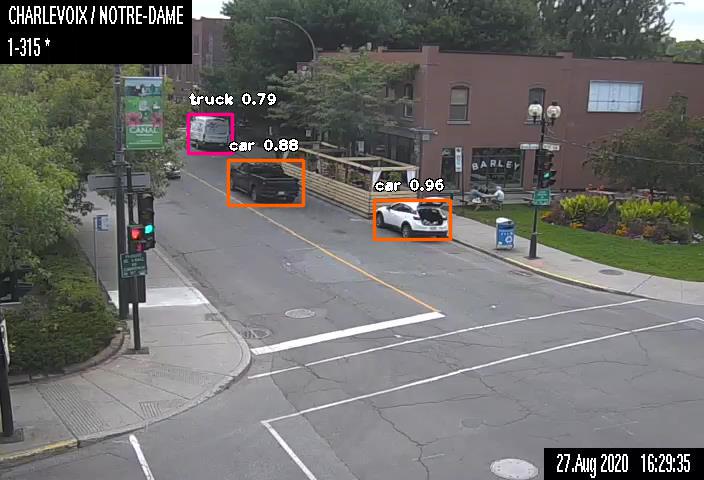 CHARLEVOIX / NOTRE-DAME
1-315 *
truck 0.79
car 0.88
car 0.96
CANAL
BARLEY
27.Aug 2020 16:29:35